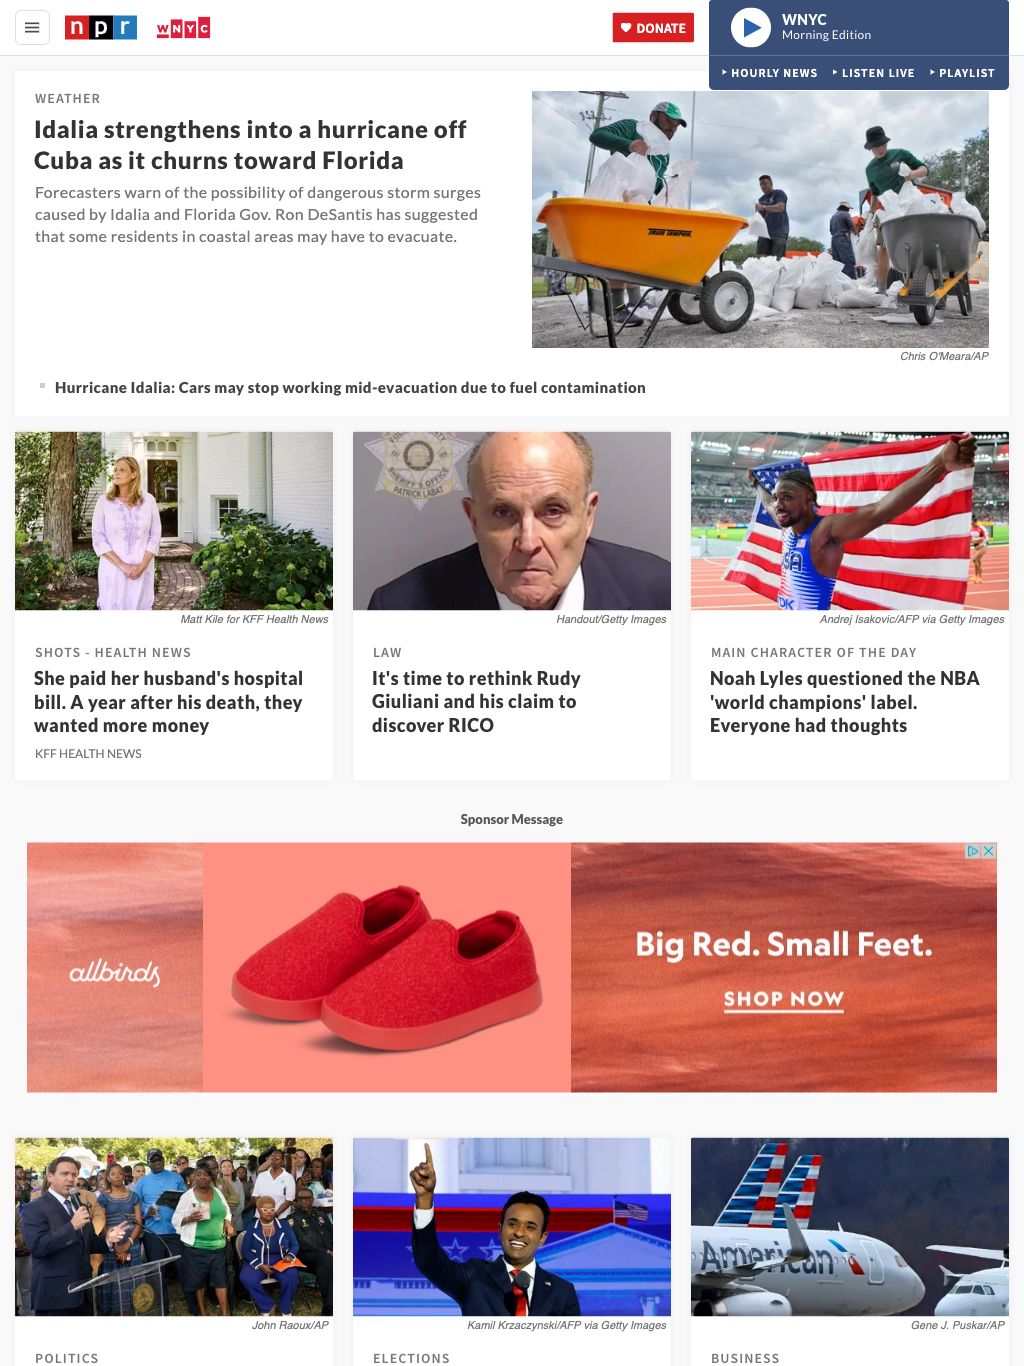 npr
WNYC
DONATE
WNYC
Morning Edition
HOURLY NEWS
LISTEN LIVE
PLAYLIST
WEATHER
Idalia strengthens into a hurricane off
Cuba as it churns toward Florida
Forecasters warn of the possibility of dangerous storm surges
caused by Idalia and Florida Gov. Ron DeSantis has suggested
that some residents in coastal areas may have to evacuate.
TRUE TEMPER
Chris O'Meara/AP
Hurricane Idalia: Cars may stop working mid-evacuation due to fuel contamination
SHERIFF'S OFFICE
PATRICK LABAT
Matt Kile for KFF Health News
Handout/Getty Images
Andrej Isakovic/AFP via Getty Images
SHOTS - HEALTH NEWS
She paid her husband's hospital
bill. A year after his death, they
wanted more money
KFF HEALTH NEWS
LAW
It's time to rethink Rudy
Giuliani and his claim to
discover RICO
MAIN CHARACTER OF THE DAY
Noah Lyles questioned the NBA
'world champions' label.
Everyone had thoughts
Sponsor Message
allbirds
Big Red. Small Feet.
SHOP NOW
American
John Raoux/AP
Kamil Krzaczynski/AFP via Getty Images
Gene J. Puskar/AP
POLITICS
ELECTIONS
BUSINESS